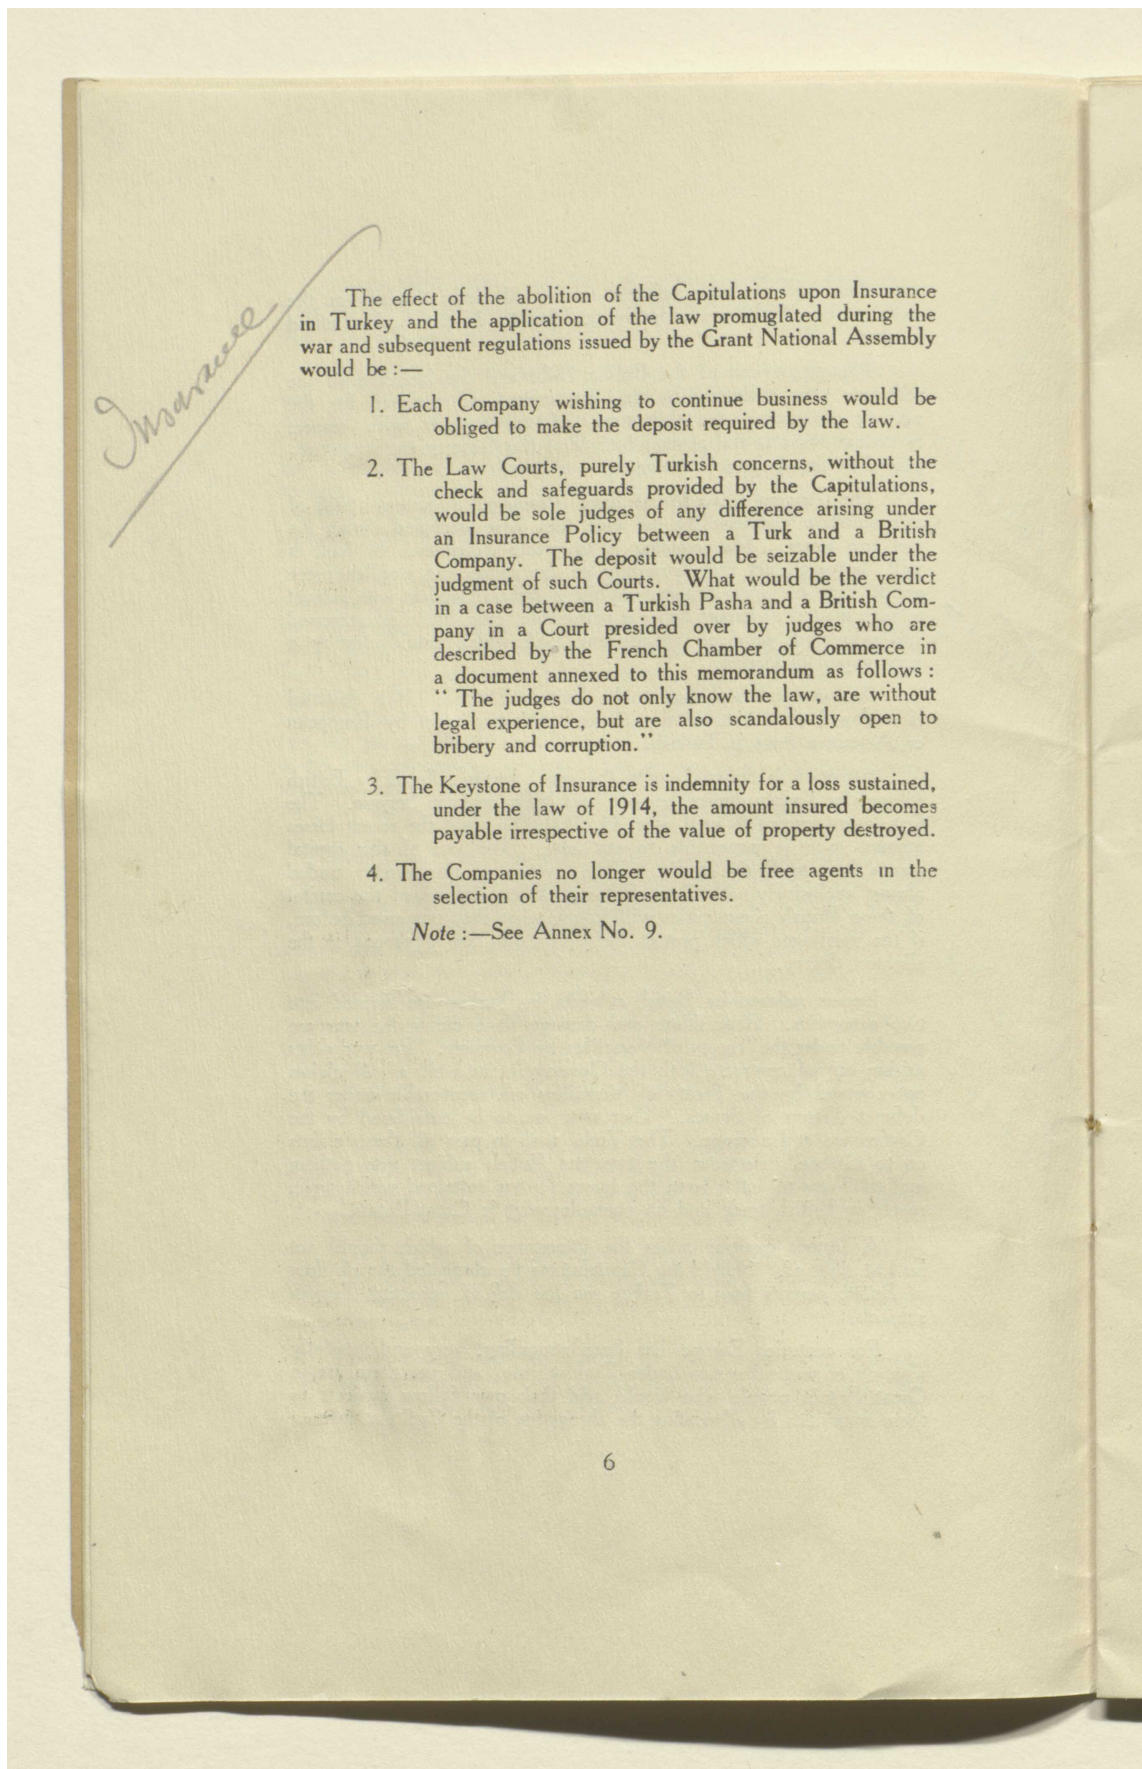 Insurance
The effect of the abolition of the Capitulations upon Insurance
in Turkey and the application of the law promuglated during the
war and subsequent regulations issued by the Grant National Assembly
would be :—
1. Each Company wishing to continue business would be
obliged to make the deposit required by the law.
2. The Law Courts, purely Turkish concerns, without the
check and safeguards provided by the Capitulations,
would be sole judges of any difference arising under
an Insurance Policy between a Turk and a British
Company. The deposit would be seizable under the
judgment of such Courts. What would be the verdict
in a case between a Turkish Pasha and a British Com-
pany in a Court presided over by judges who are
described by the French Chamber of Commerce in
a document annexed to this memorandum as follows :
“ The judges do not only know the law, are without
legal experience, but are also scandalously open to
bribery and corruption.”
3. The Keystone of Insurance is indemnity for a loss sustained,
under the law of 1914, the amount insured becomes
payable irrespective of the value of property destroyed.
4. The Companies no longer would be free agents in the
selection of their representatives.
Note :—See Annex No. 9.
6